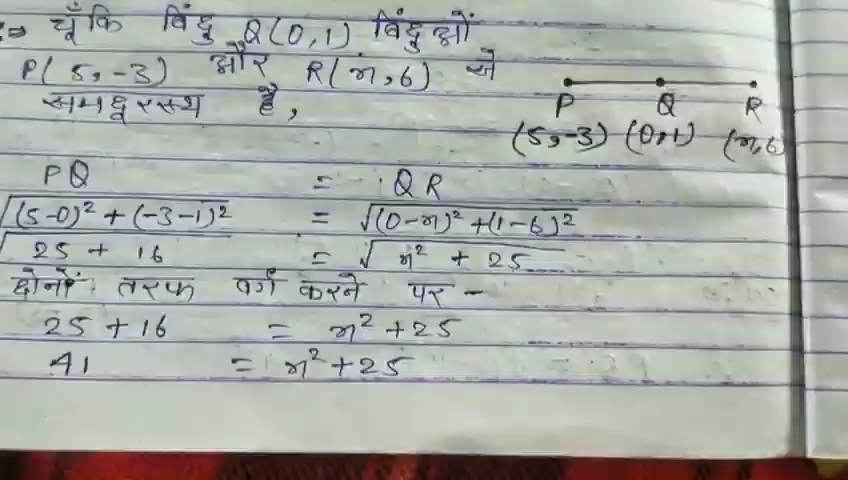 ⇒ चूँकि बिंदु Q(0,1) बिंदुओं
P(5,-3) और R(x,6) से
समदूरस्थ है,
P Q R
(5,-3) (0,1) (x,6
PQ = QR
√(5-0)² + (-3-1)² = √(0-x)² + (1-6)²
√25 + 16 = √x² + 25
दोनों तरफ वर्ग करने पर -
25 + 16 = x² + 25
41 = x² + 25